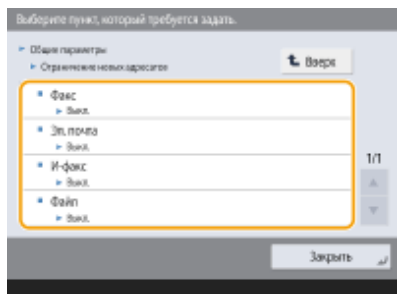 Выберите пункт, который требуется задать.
Общие параметры
Ограничение новых адресатов
Вверх
Факс
Выкл.
Эл. почта
Выкл.
И-факс
Выкл.
Файл
Выкл.
1/1
Закрыть